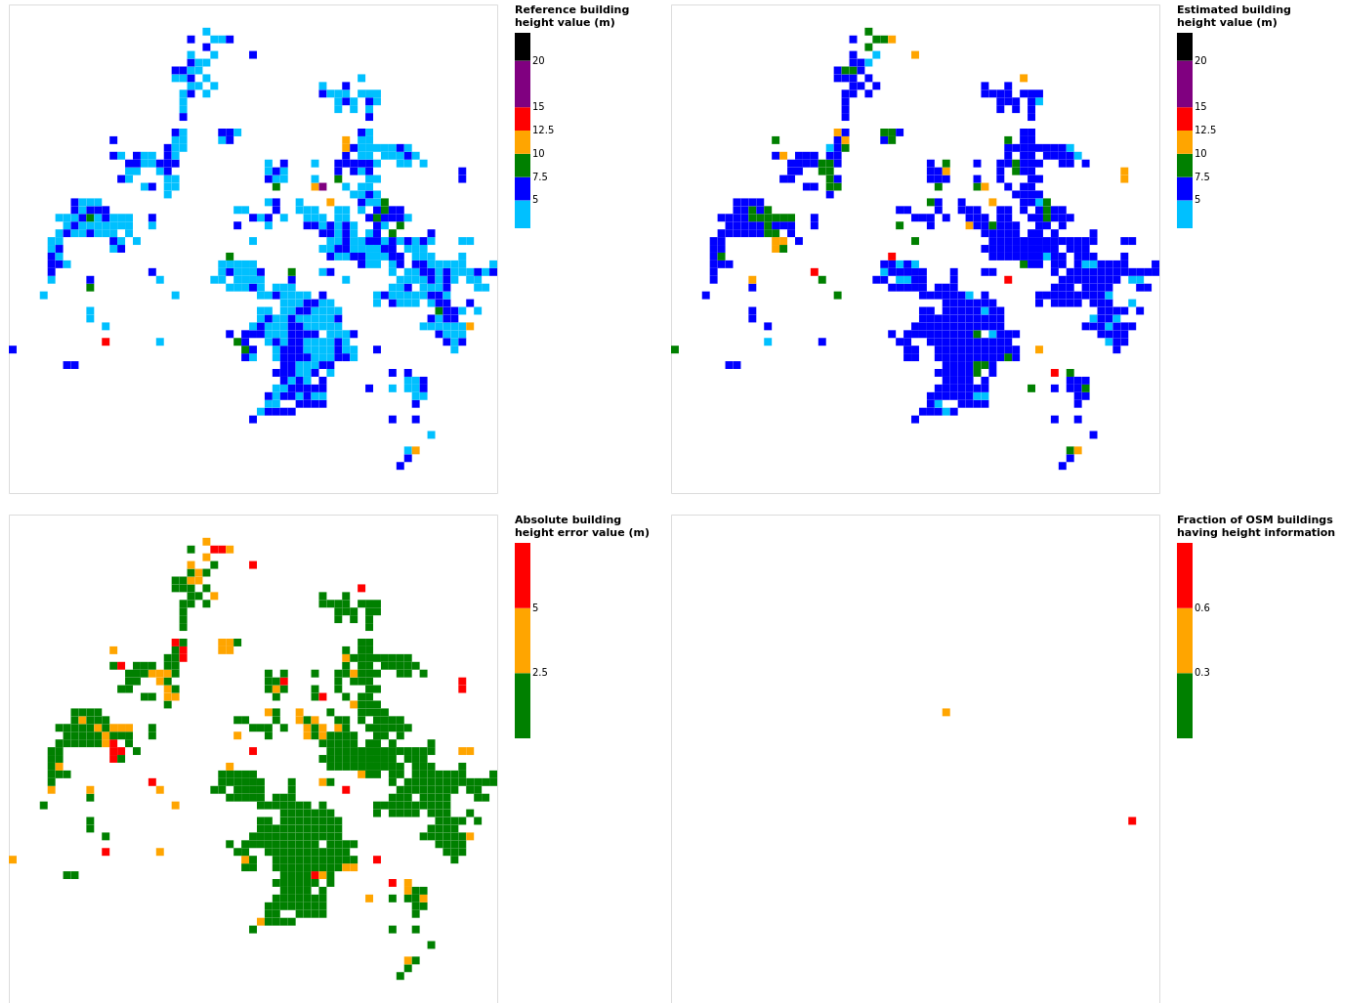 Reference building
height value (m)
20
15
12.5
10
7.5
5
Estimated building
height value (m)
20
15
12.5
10
7.5
5
Absolute building
height error value (m)
5
2.5
Fraction of OSM buildings
having height information
0.6
0.3